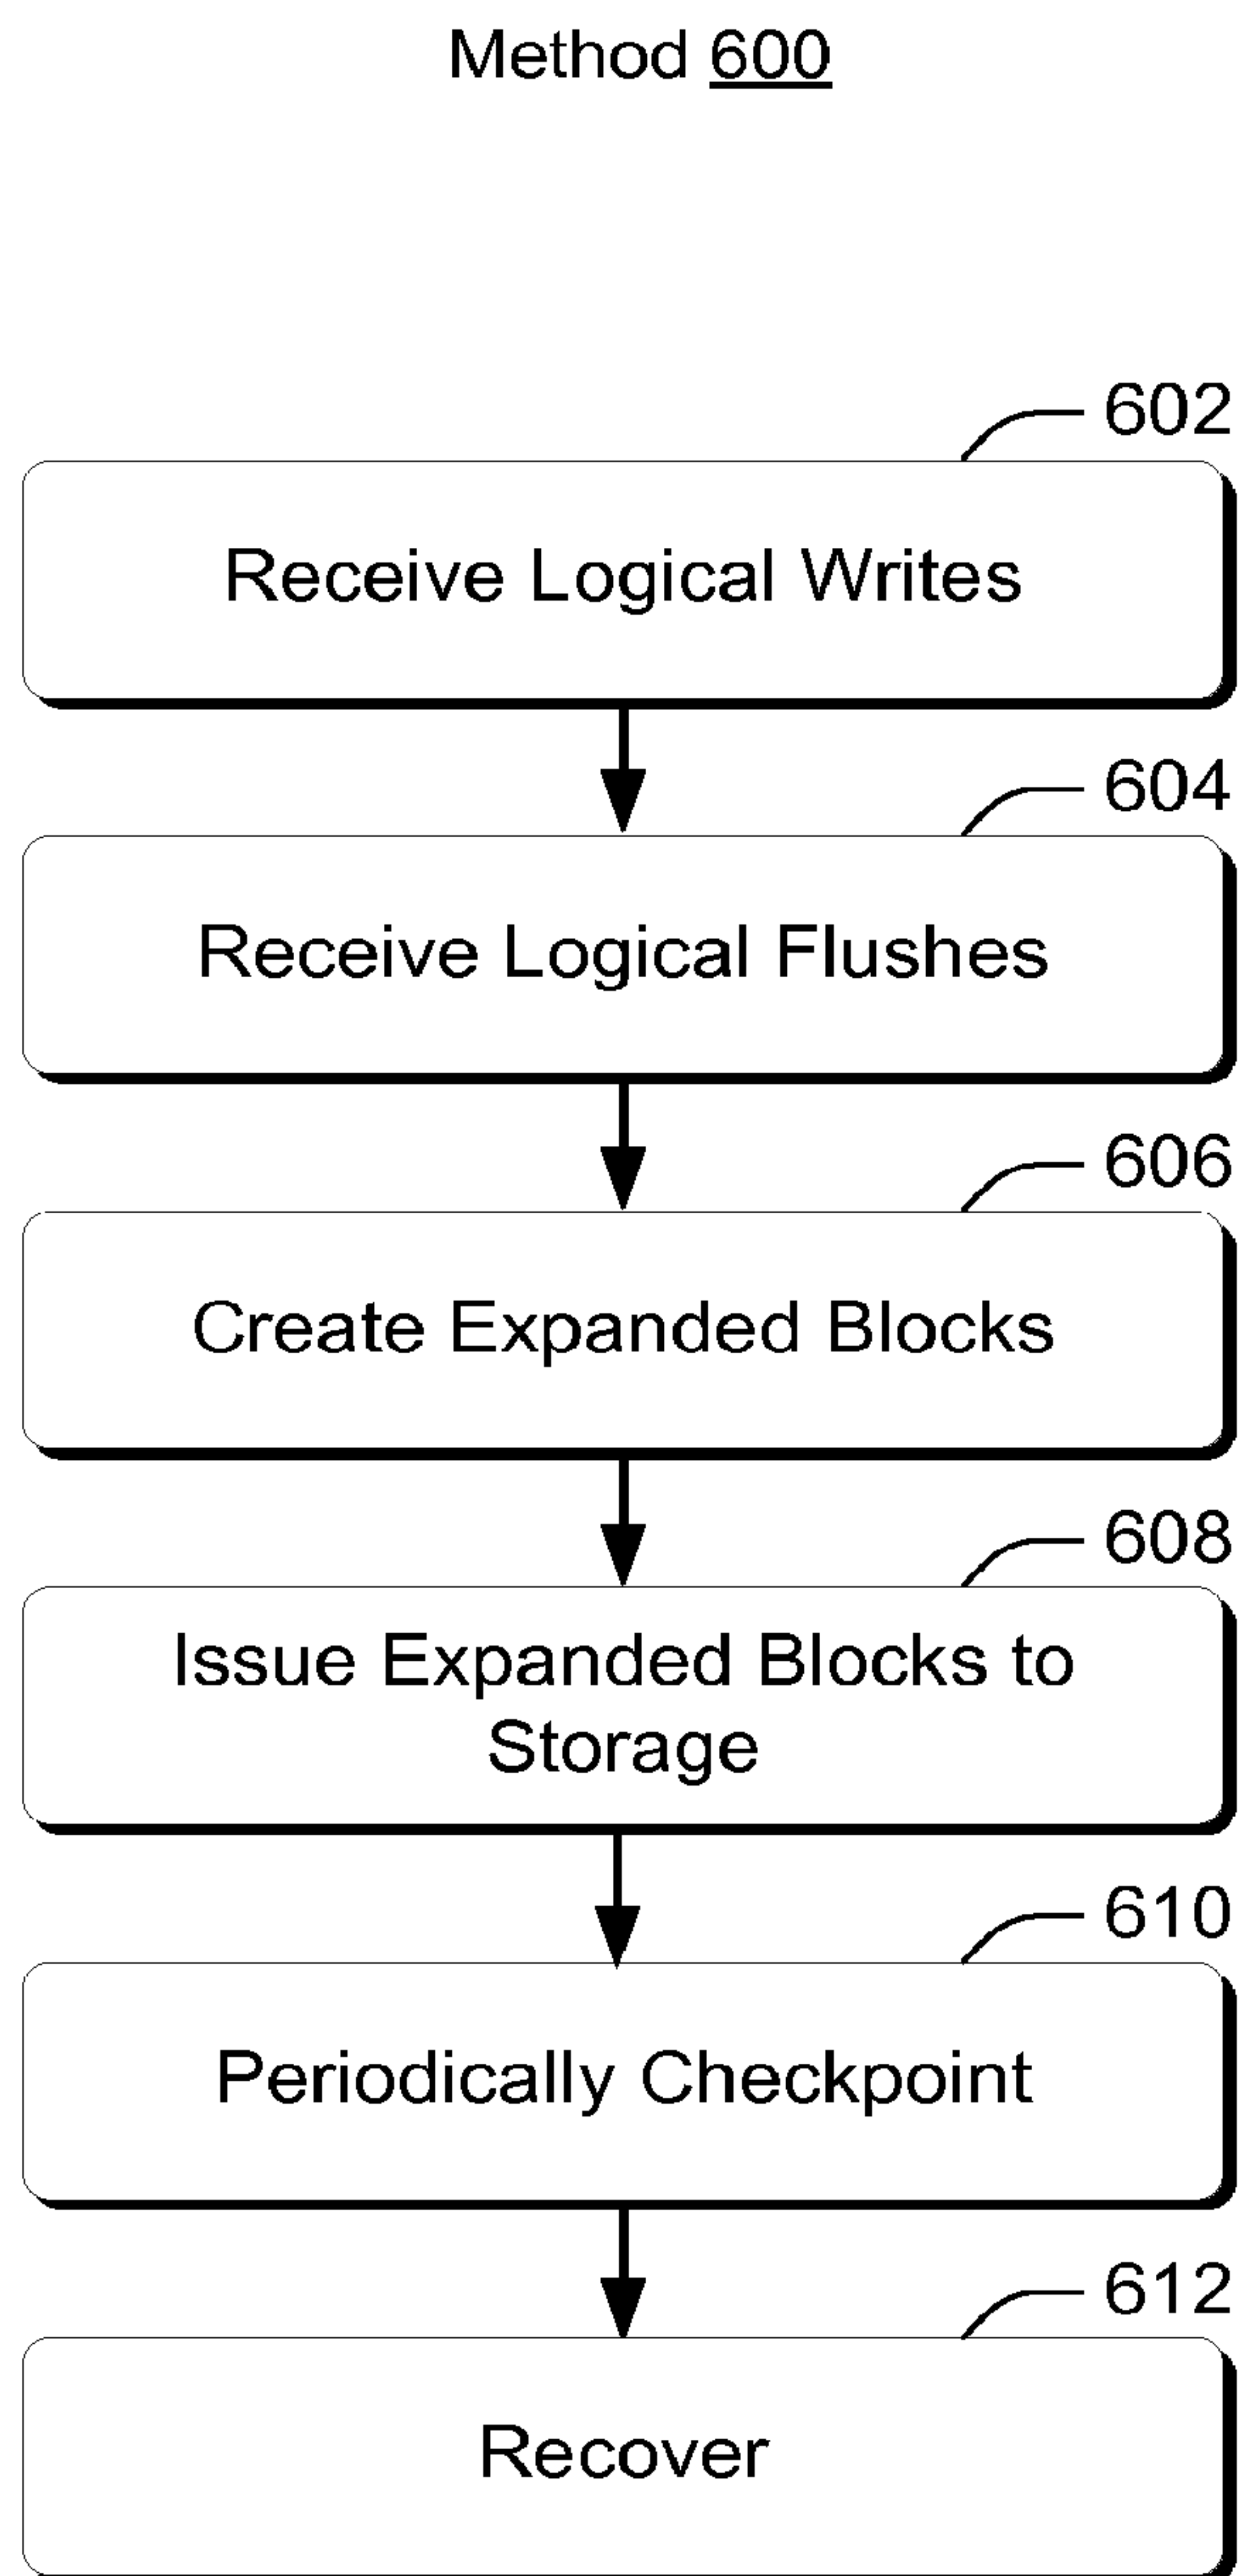 Method 600
602
Receive Logical Writes
604
Receive Logical Flushes
606
Create Expanded Blocks
608
Issue Expanded Blocks to
Storage
610
Periodically Checkpoint
612
Recover